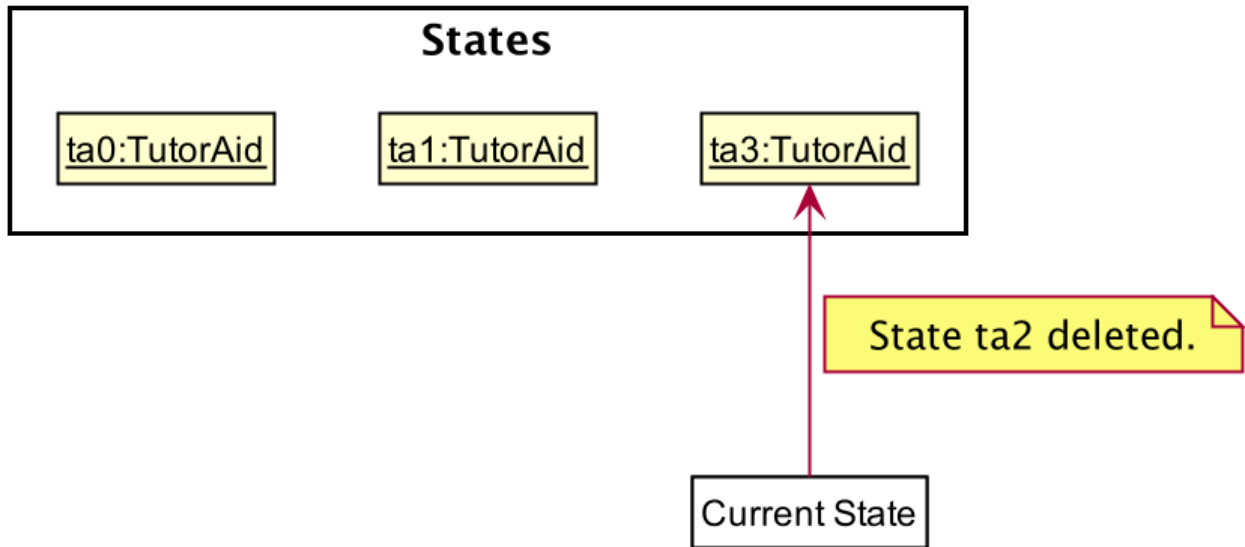 States
ta0:TutorAid
ta1:TutorAid
ta3:TutorAid
State ta2 deleted.
Current State